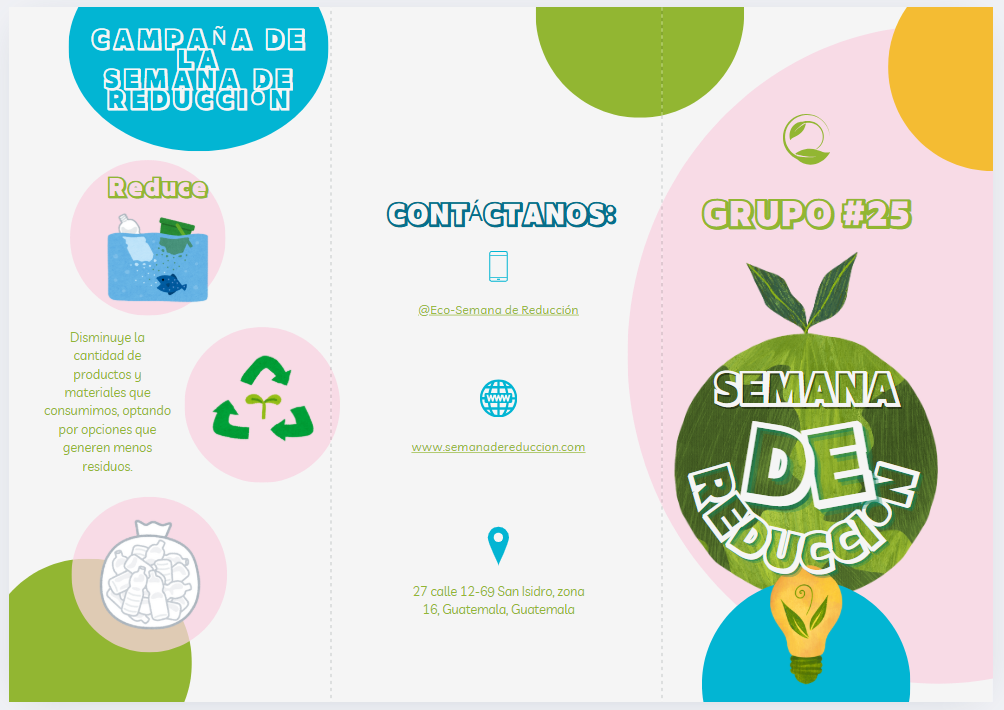 CAMPAÑA DE
LA
SEMANA DE
REDUCCIÓN
Reduce
Disminuye la
cantidad de
productos y
materiales que
consumimos, optando
por opciones que
generen menos
residuos.
CONTÁCTANOS:
@Eco-Semana de Reducción
WWW
www.semanadereduccion.com
27 calle 12-69 San Isidro, zona
16, Guatemala, Guatemala
GRUPO #25
SEMANA
DE
REDUCCIÓN